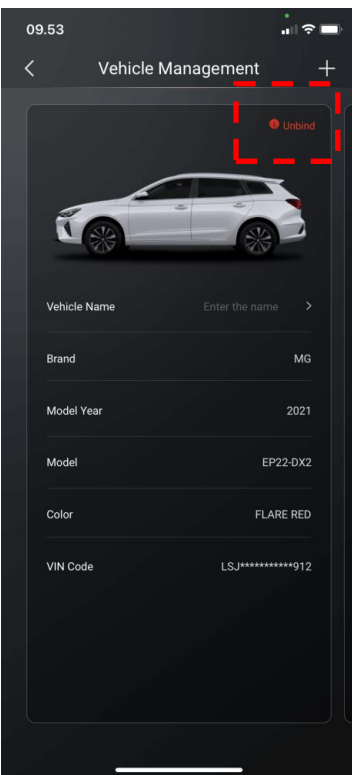 09.53
Vehicle Management
Unbind
Vehicle Name Enter the name
Brand MG
Model Year 2021
Model EP22-DX2
Color FLARE RED
VIN Code LSJ***********912